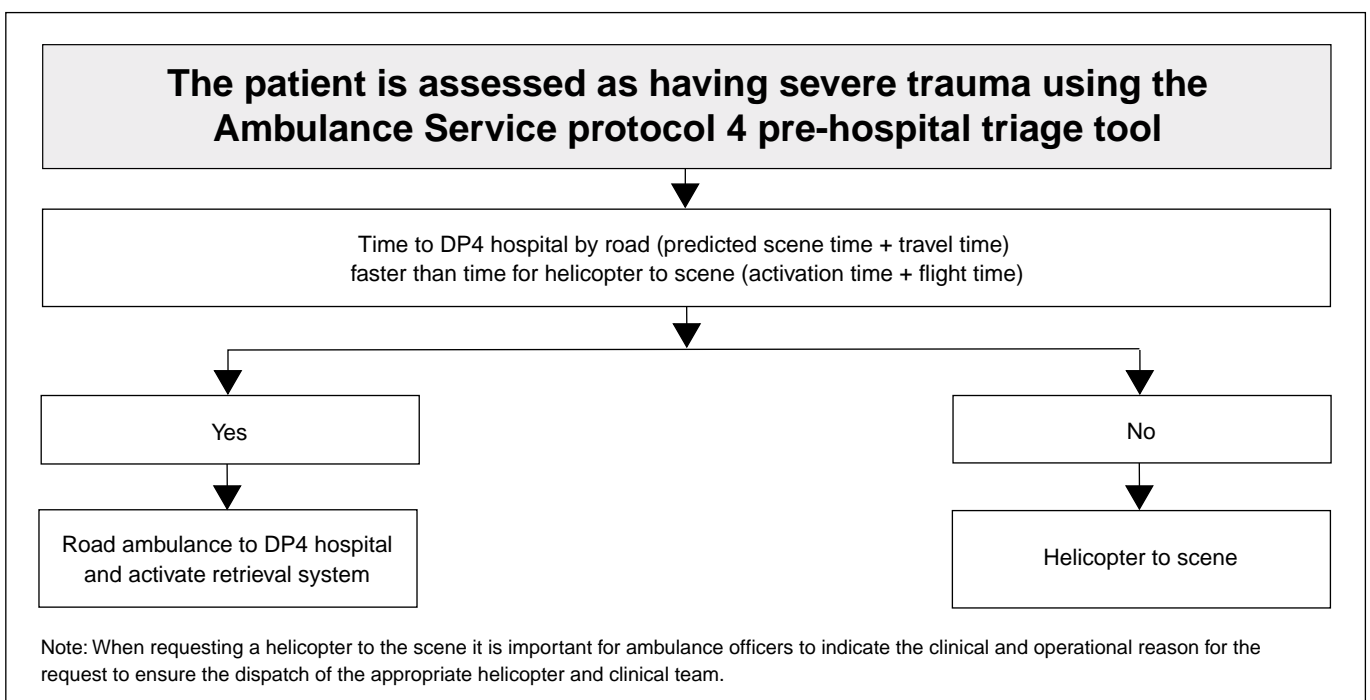 The patient is assessed as having severe trauma using the
Ambulance Service protocol 4 pre-hospital triage tool
Time to DP4 hospital by road (predicted scene time + travel time)
faster than time for helicopter to scene (activation time + flight time)
Yes
No
Road ambulance to DP4 hospital
and activate retrieval system
Helicopter to scene
Note: When requesting a helicopter to the scene it is important for ambulance officers to indicate the clinical and operational reason for the
request to ensure the dispatch of the appropriate helicopter and clinical team.